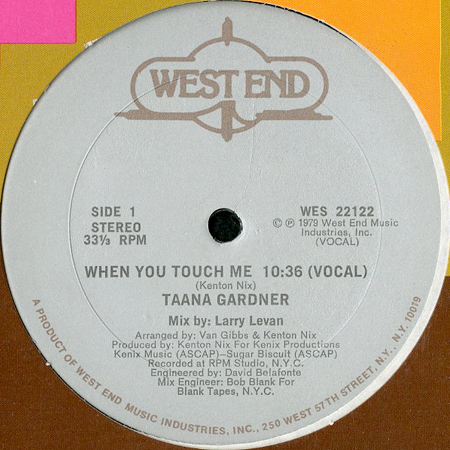 WEST END
SIDE 1
STEREO
33⅓ RPM
WES 22122
© ℗ 1979 West End Music
Industries, Inc.
(VOCAL)
WHEN YOU TOUCH ME 10:36 (VOCAL)
(Kenton Nix)
TAANA GARDNER
Mix by: Larry Levan
Arranged by: Van Gibbs & Kenton Nix
Produced by: Kenton Nix For Kenix Productions
Kenix Music (ASCAP)—Sugar Biscuit (ASCAP)
Recorded at RPM Studio, N.Y.C.
Engineered by: David Belafonte
Mix Engineer: Bob Blank For
Blank Tapes, N.Y.C.
A PRODUCT OF WEST END MUSIC INDUSTRIES, INC., 250 WEST 57th STREET, N.Y., N.Y. 10019